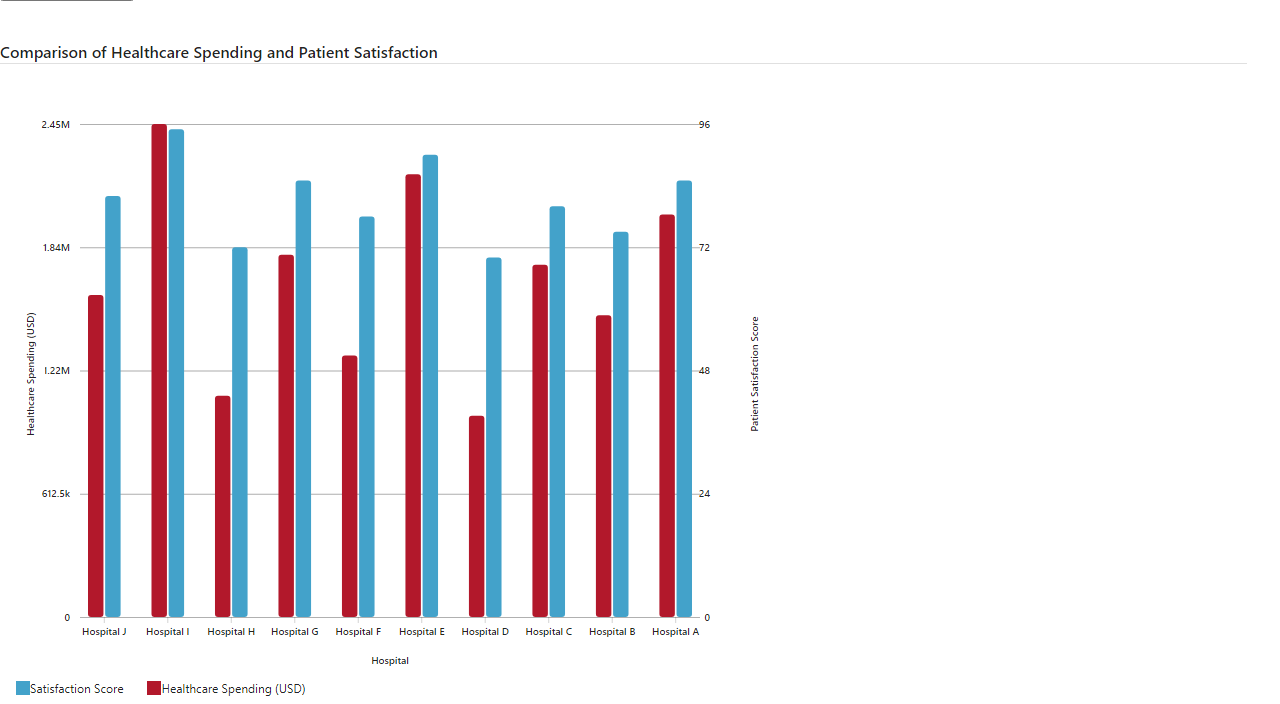 Comparison of Healthcare Spending and Patient Satisfaction
2.45M
96
1.84M
72
1.22M
48
612.5k
24
0
0
Healthcare Spending (USD)
Patient Satisfaction Score
Hospital J
Hospital I
Hospital H
Hospital G
Hospital F
Hospital E
Hospital D
Hospital C
Hospital B
Hospital A
Hospital
Satisfaction Score
Healthcare Spending (USD)